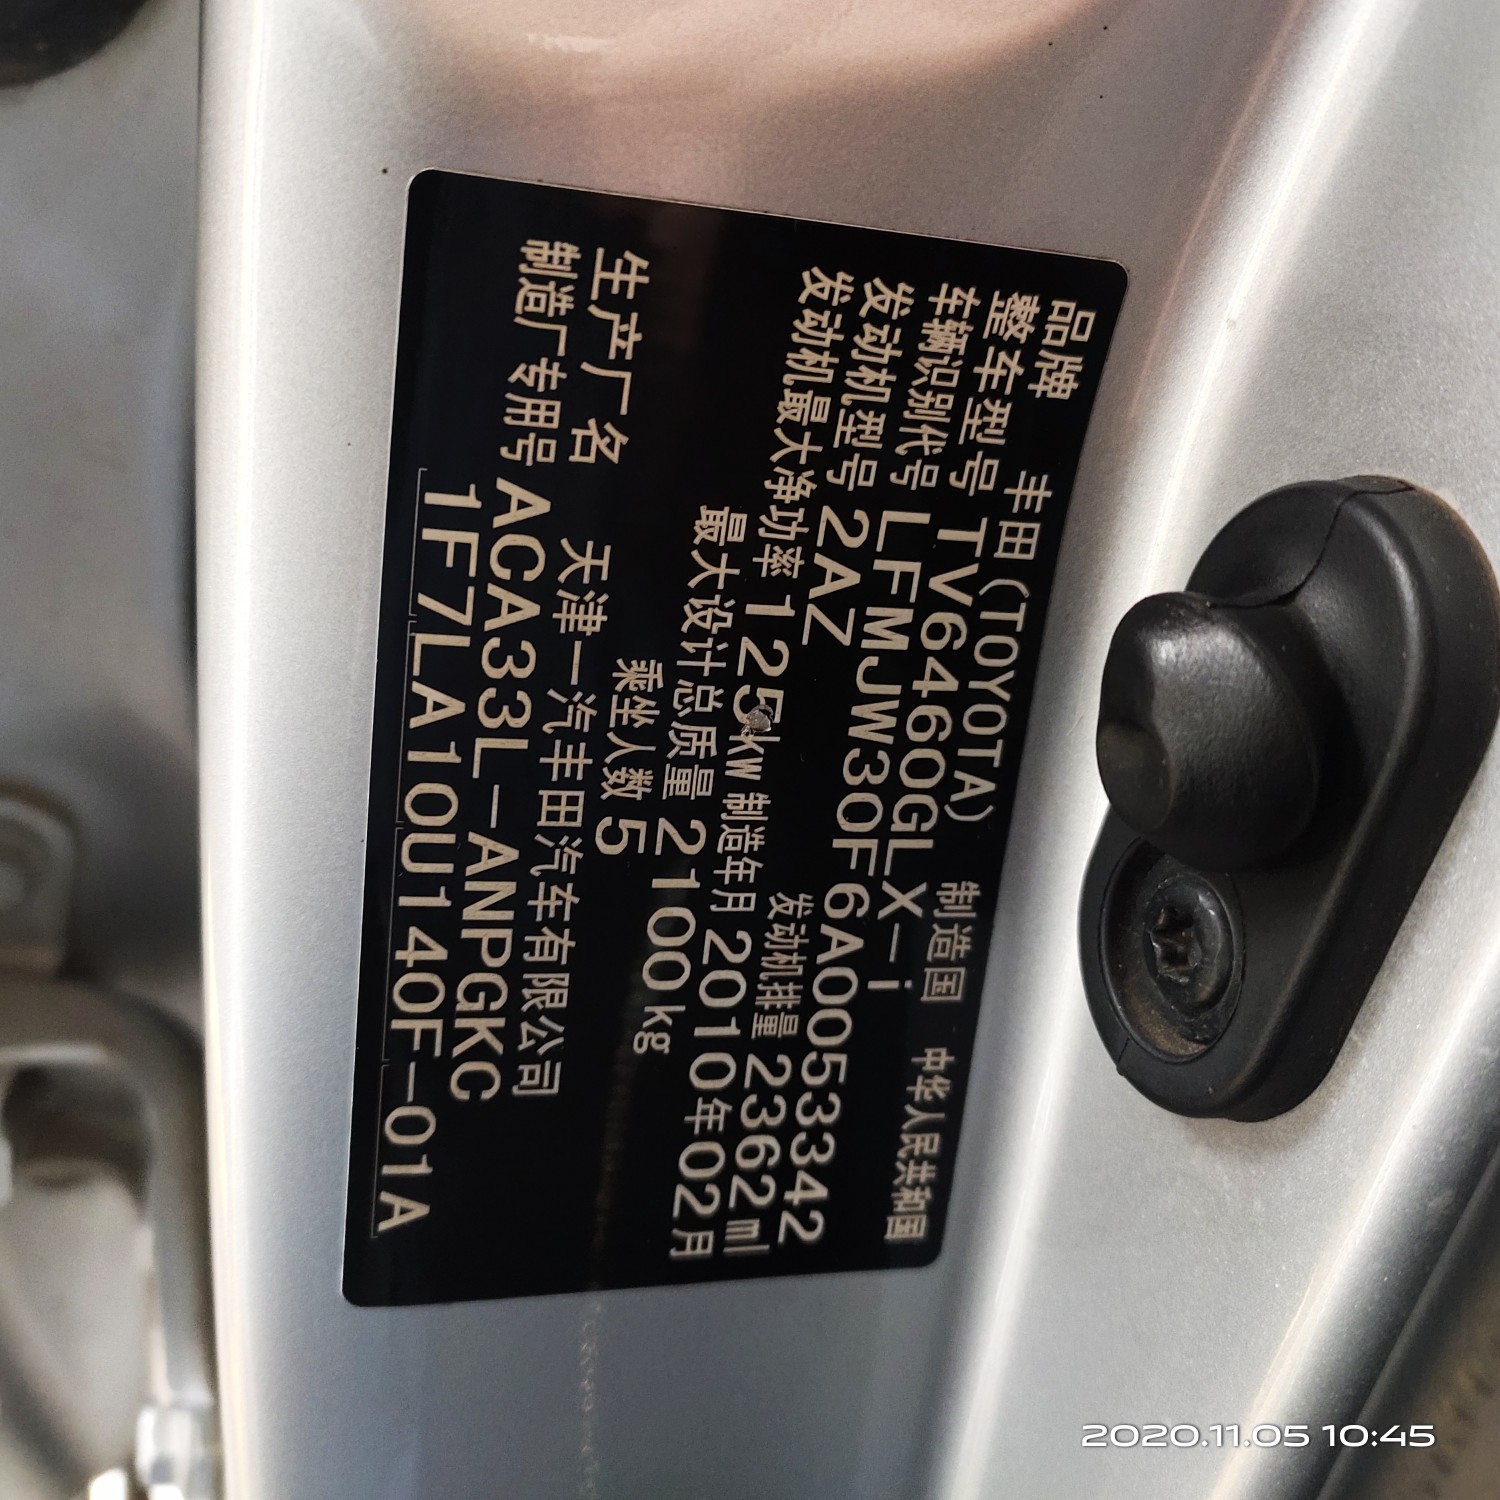 品牌 丰田(TOYOTA) 制造国 中华人民共和国
整车型号 TV6460GLX-i
车辆识别代号 LFMJW30F6A0053342
发动机型号 2AZ 发动机排量 2362ml
发动机最大净功率 125kW 制造年月 2010年02月
最大设计总质量 2100kg
乘坐人数 5
生产厂名 天津一汽丰田汽车有限公司
制造厂专用号 ACA33L-ANPGKC
1F7LA10U140F-01A
2020.11.05 10:45